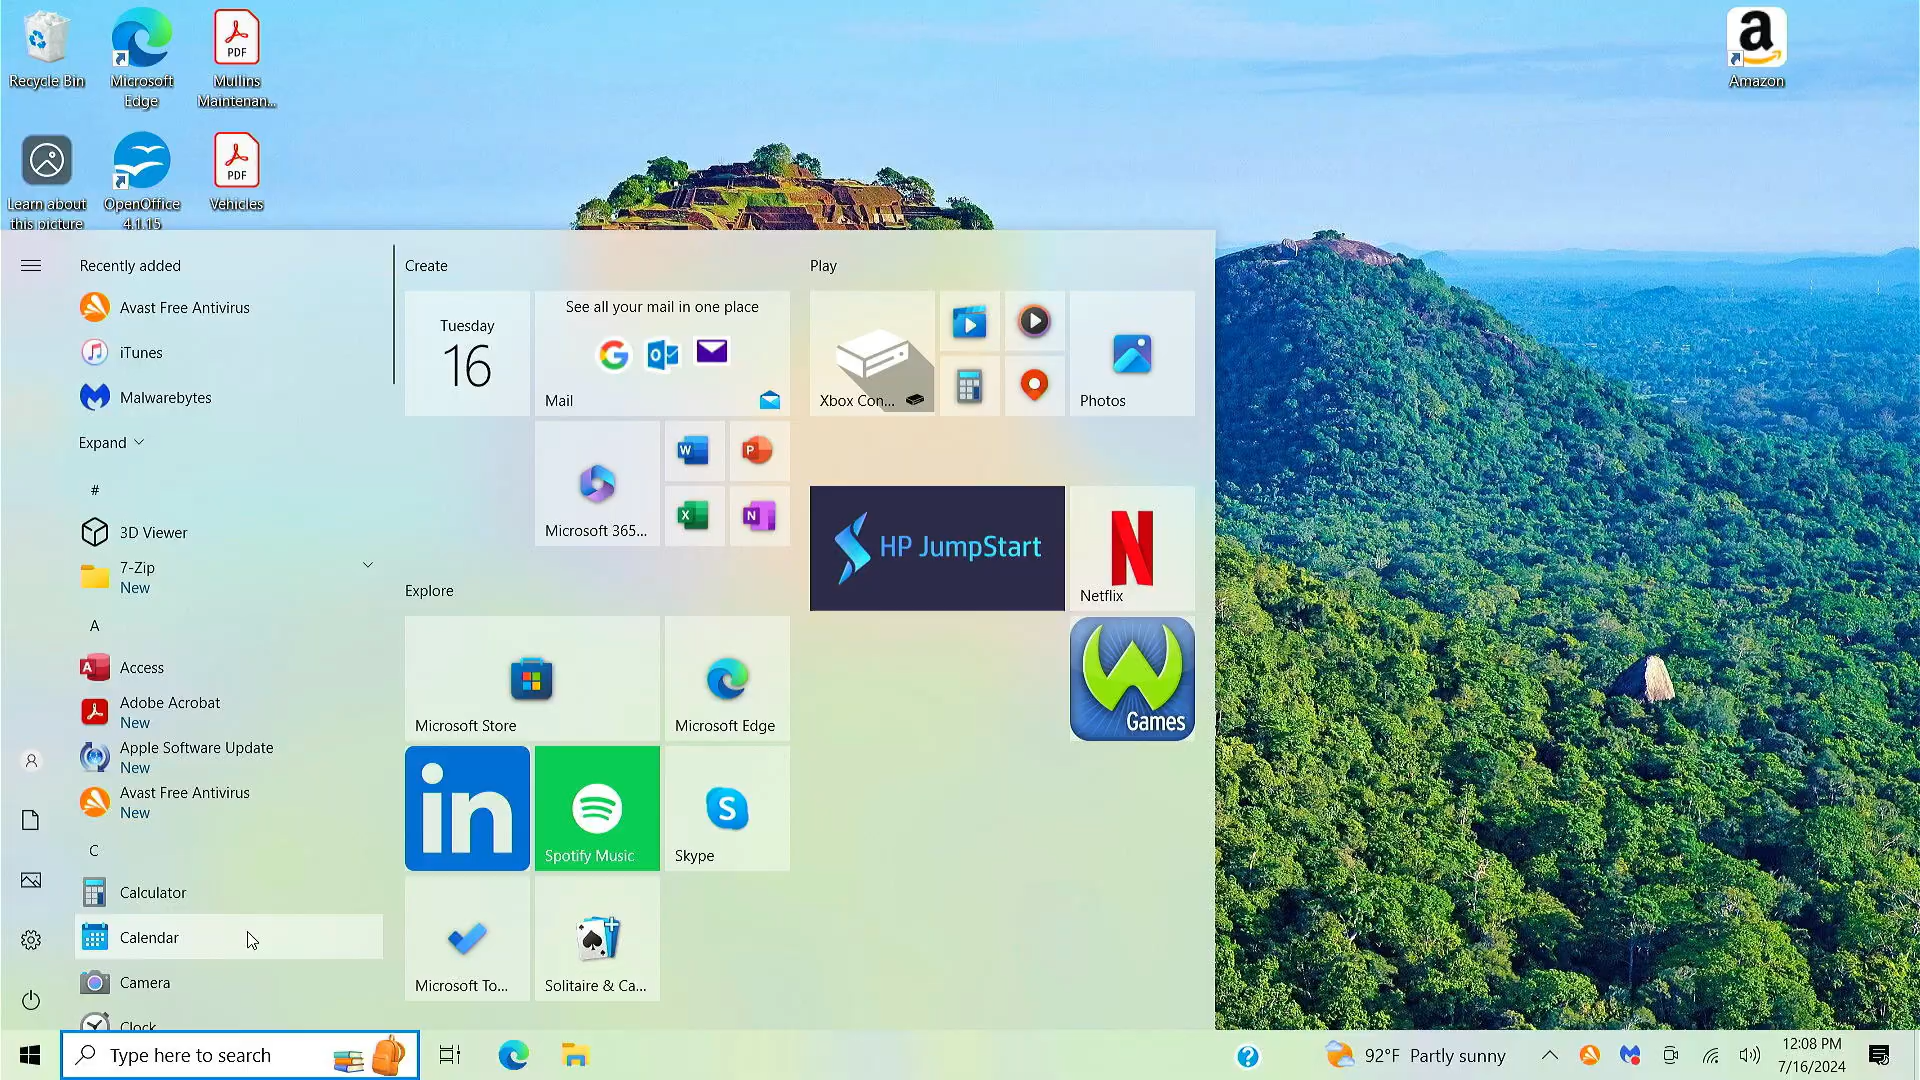 Recycle Bin
Microsoft
Edge
PDF
Mullins
Maintenan...
a
Amazon
Learn about
this picture
OpenOffice
4.1.15
PDF
Vehicles
Recently added
Avast Free Antivirus
iTunes
Malwarebytes
Expand
#
3D Viewer
7-Zip
New
A
A
Access
Adobe Acrobat
New
Apple Software Update
New
Avast Free Antivirus
New
C
Calculator
Calendar
Camera
Clock
Create
Tuesday
16
See all your mail in one place
G
O
Mail
Microsoft 365...
W
P
X
N
Explore
Microsoft Store
Microsoft Edge
in
Spotify Music
S
Skype
Microsoft To...
Solitaire & Ca...
Play
Xbox Con...
Photos
HP JumpStart
N
Netflix
W
Games
Type here to search
?
92°F Partly sunny
12:08 PM
7/16/2024